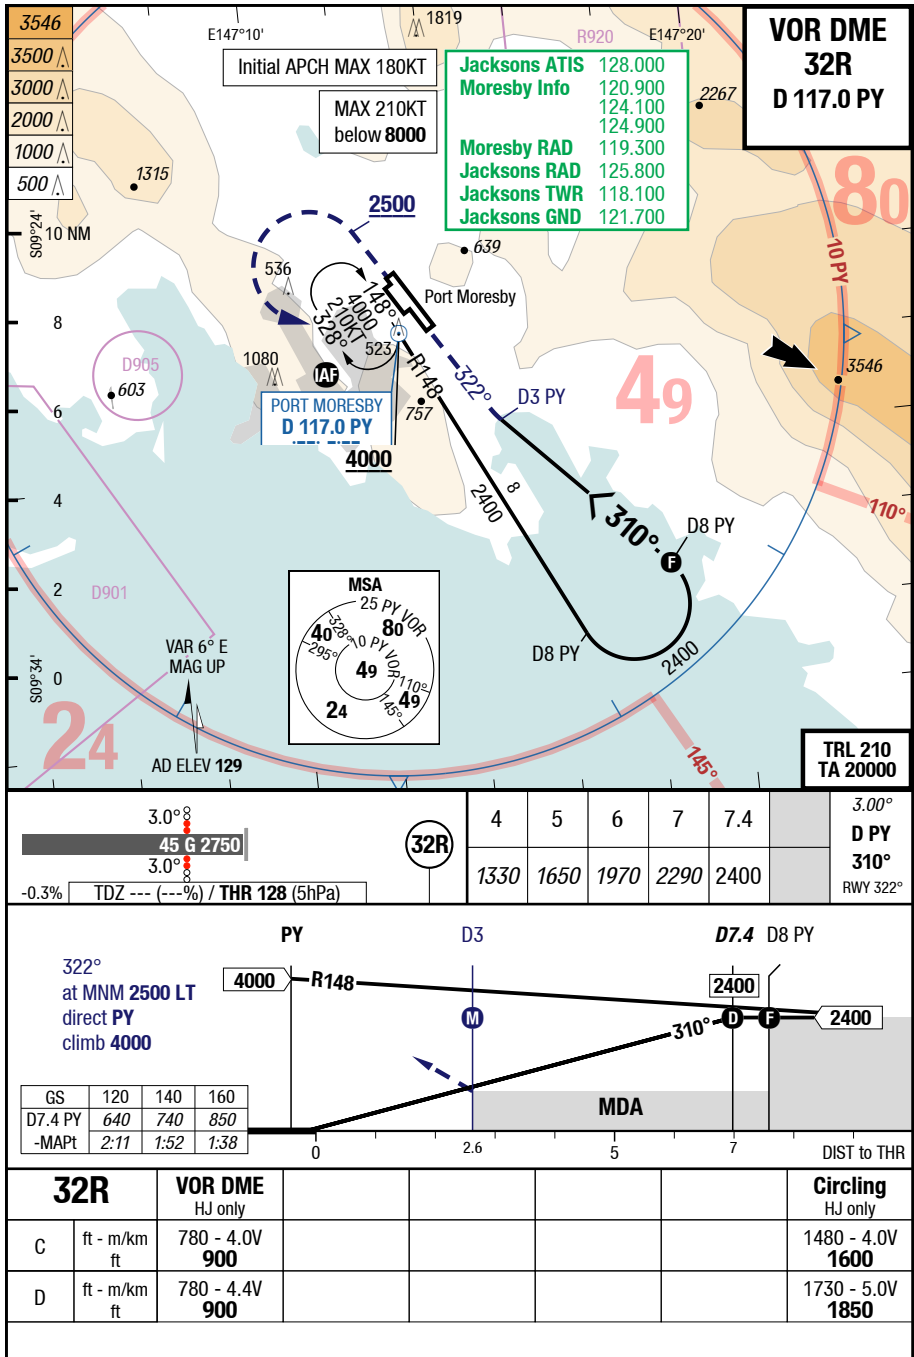 3546
3500
3000
2000
1000
500
E147°10'
1819
R920
E147°20'
VOR DME
32R
D 117.0 PY
Initial APCH MAX 180KT
MAX 210KT
below 8000
Jacksons ATIS 128.000
Moresby Info 120.900
124.100
124.900
Moresby RAD 119.300
Jacksons RAD 125.800
Jacksons TWR 118.100
Jacksons GND 121.700
2267
1315
2500
80
S09°24'
10 NM
639
10 PY
536
148°
4000
210KT
328°
Port Moresby
8
523
D905
1080
IAF
R148
322°
3546
603
D3 PY
49
6
PORT MORESBY
D 117.0 PY
757
4000
8
2400
4
310°
D8 PY
110°
F
2
D901
MSA
25 PY VOR
80
40
328°
10 PY VOR
295°
49
110°
49
145°
24
VAR 6° E
MAG UP
D8 PY
2400
S09°34'
0
24
AD ELEV 129
145°
TRL 210
TA 20000
3.0°
45 G 2750
3.0°
-0.3%
TDZ --- (---%) / THR 128 (5hPa)
32R
4 5 6 7 7.4
1330 1650 1970 2290 2400
3.00°
D PY
310°
RWY 322°
PY D3 D7.4 D8 PY
322°
at MNM 2500 LT
direct PY
climb 4000
4000
R148
2400
M
310°
D
F
2400
MDA
GS 120 140 160
D7.4 PY 640 740 850
-MAPt 2:11 1:52 1:38
0 2.6 5 7 DIST to THR
32R
VOR DME
HJ only
Circling
HJ only
C
ft - m/km
ft
780 - 4.0V
900
1480 - 4.0V
1600
D
ft - m/km
ft
780 - 4.4V
900
1730 - 5.0V
1850